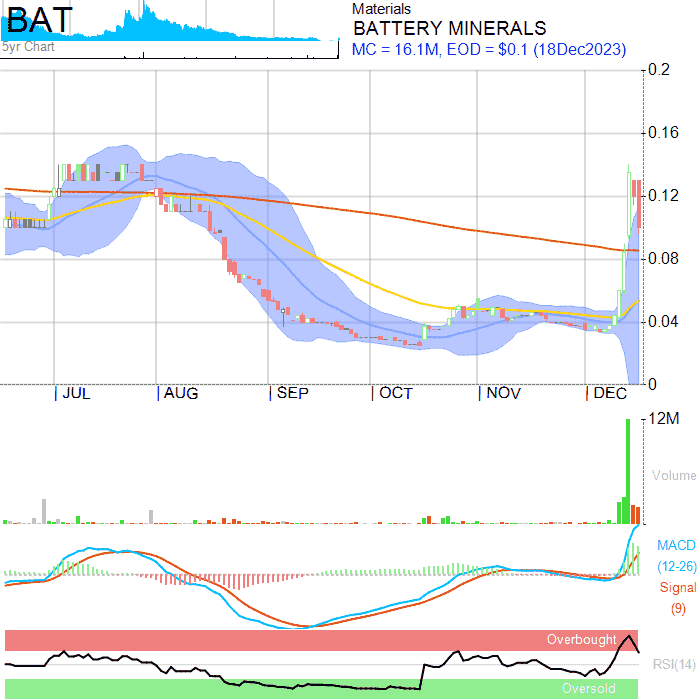 BAT
5yr Chart
Materials
BATTERY MINERALS
MC = 16.1M, EOD = $0.1 (18Dec2023)
0.2
0.16
0.12
0.08
0.04
0
JUL AUG SEP OCT NOV DEC
12M
Volume
MACD
(12-26)
Signal
(9)
Overbought
RSI(14)
Oversold